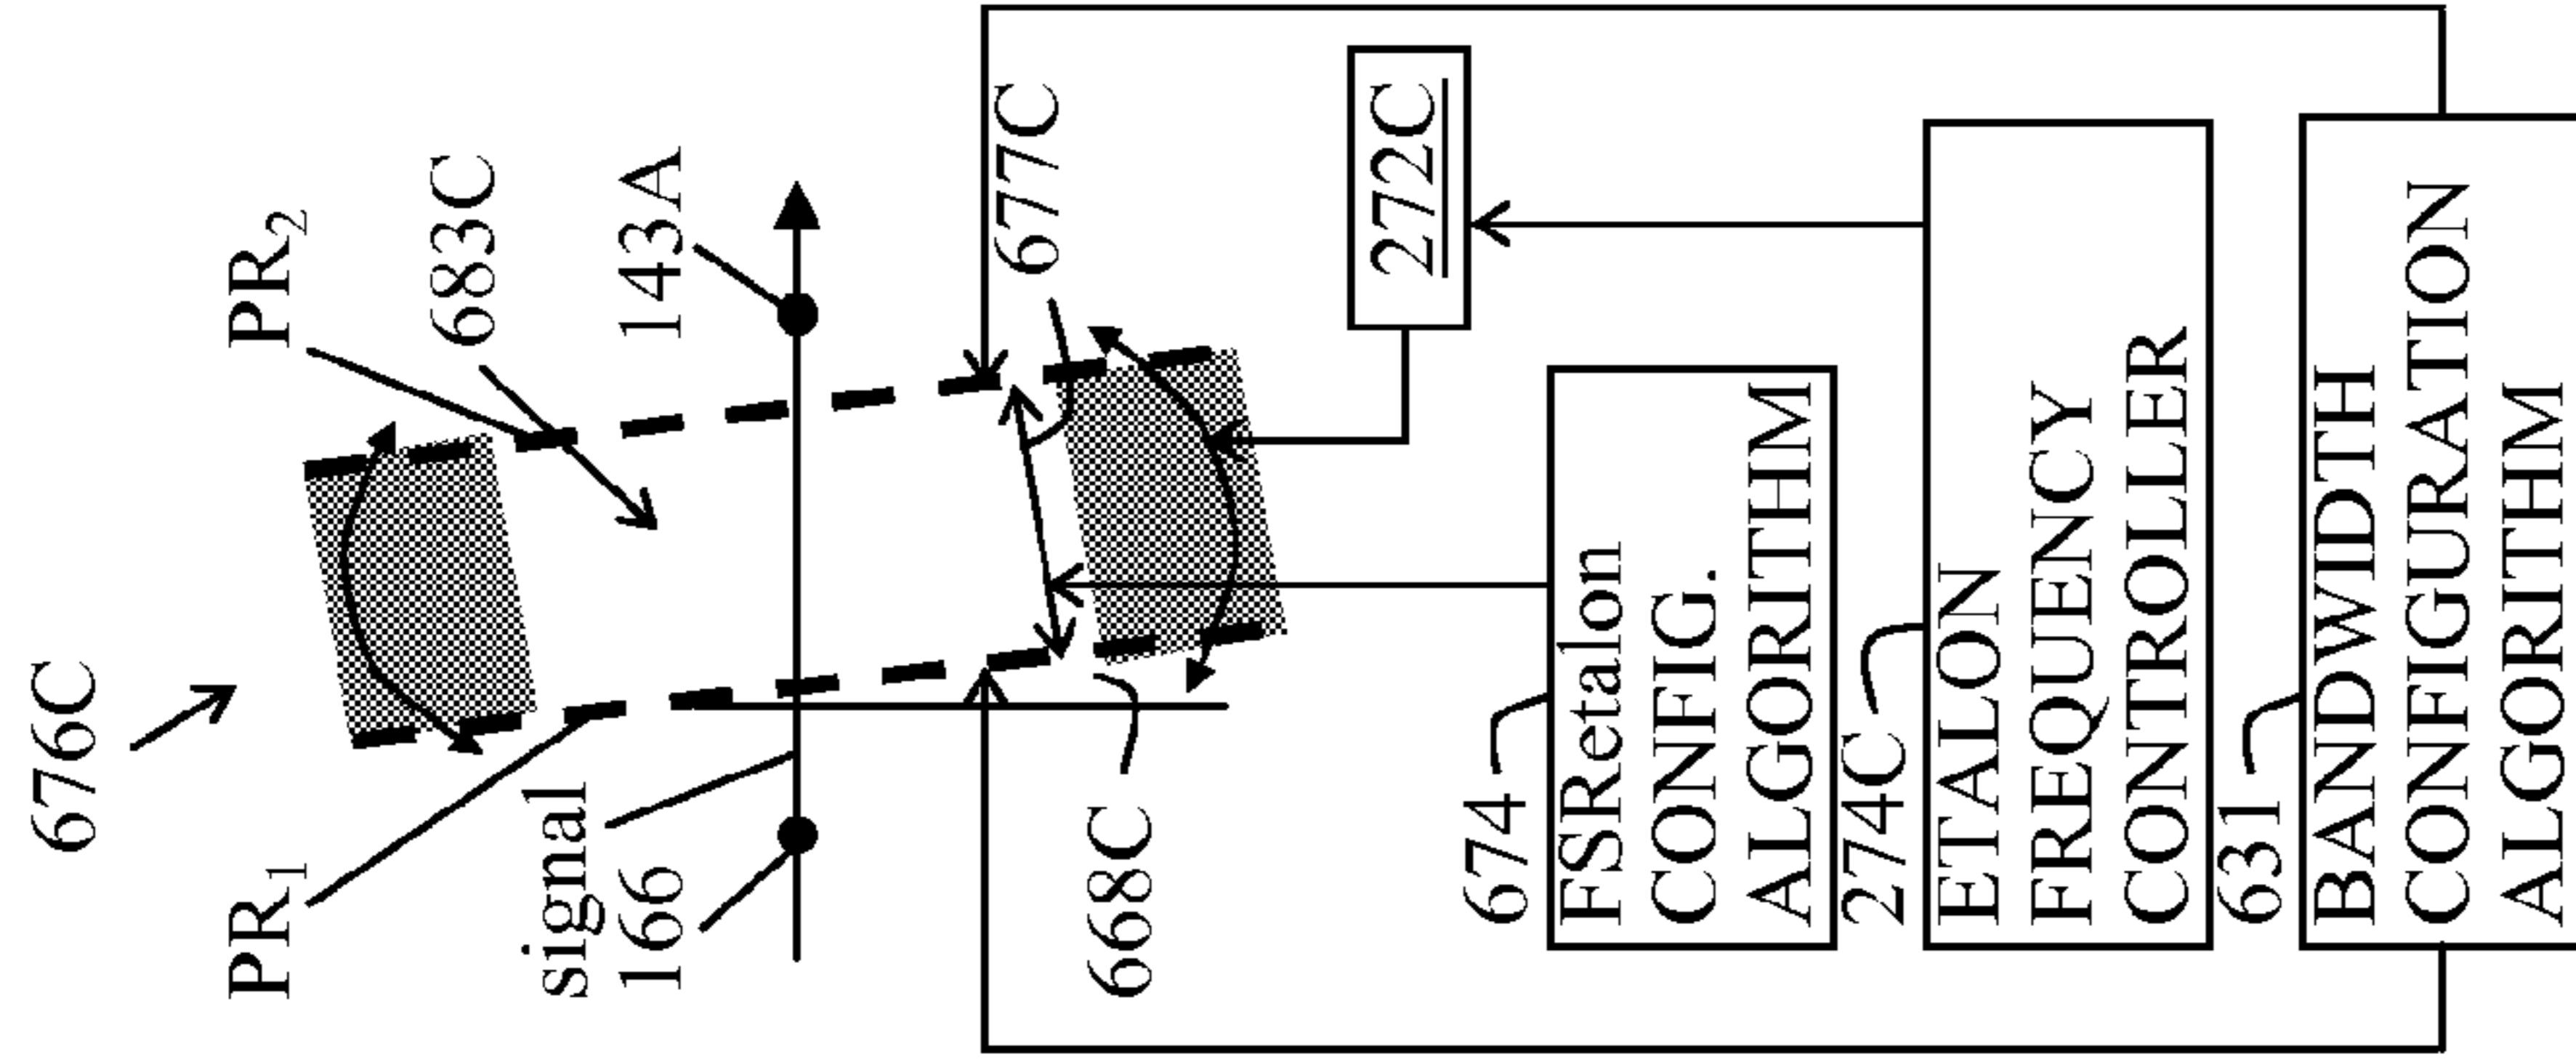 676C
PR₁
PR₂
683C
signal
166
143A
677C
668C
272C
674
FSRetalon
CONFIG.
ALGORITHM
274C
ETALON
FREQUENCY
CONTROLLER
631
BANDWIDTH
CONFIGURATION
ALGORITHM